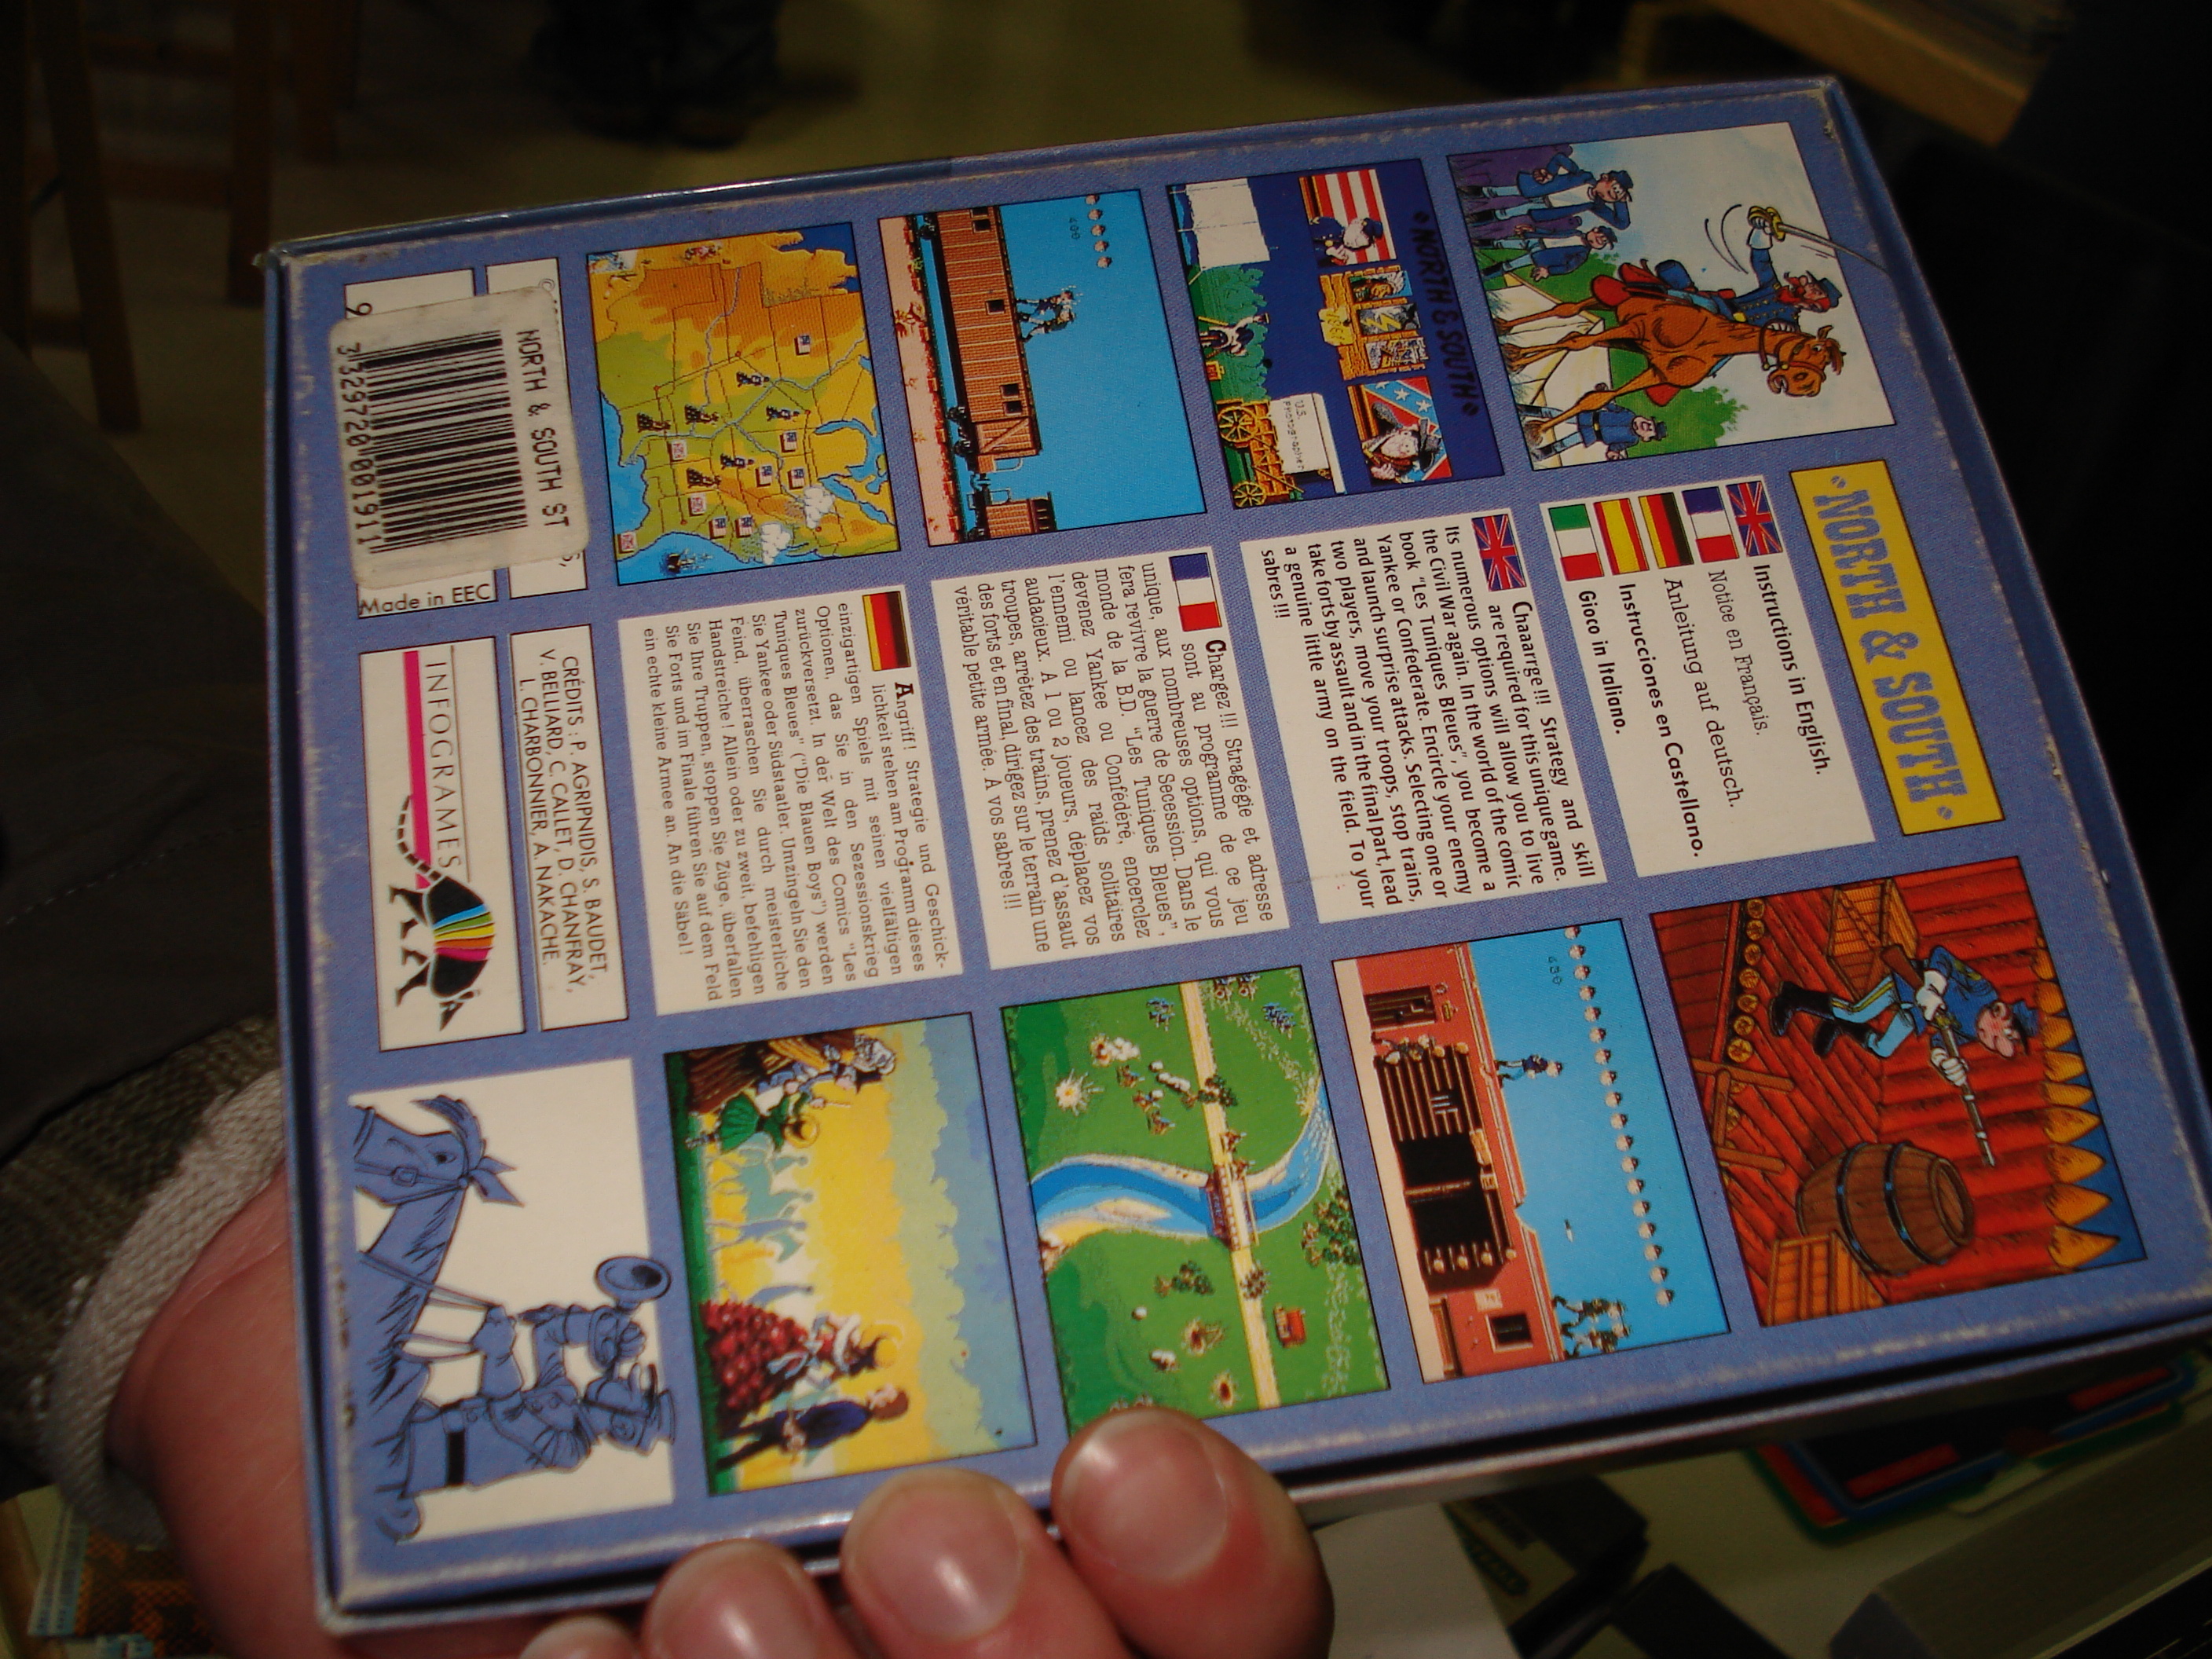 •NORTH & SOUTH•
Instructions in English.
Notice en Français.
Anleitung auf deutsch.
Instrucciones en Castellano.
Gioco in Italiano.
•NORTH & SOUTH•
Chaaarrge!!! Strategy and skill
are required for this unique game.
Its numerous options will allow you to live
the Civil War again. In the world of the comic
book "Les Tuniques Bleues", you become a
Yankee or Confederate. Encircle your enemy
and launch surprise attacks. Selecting one or
two players, move your troops, stop trains,
take forts by assault and in the final part, lead
a genuine little army on the field. To your
sabres!!!
480
400
Chargez!!! Stragégie et adresse
sont au programme de ce jeu
unique, aux nombreuses options, qui vous
fera revivre la guerre de Secession. Dans le
monde de la B.D. "Les Tuniques Bleues",
devenez Yankee ou Confédéré, encerclez
l'ennemi ou lancez des raids solitaires
audacieux. A 1 ou 2 joueurs, déplacez vos
troupes, arrêtez des trains, prenez d'assaut
des forts et en final, dirigez sur le terrain une
véritable petite armée. A vos sabres!!!
Angriff! Strategie und Geschick-
lichkeit stehen am Programm dieses
einzigartigen Spiels mit seinen vielfältigen
Optionen, das Sie in den Sezessionskrieg
zurückversetzt. In der Welt des Comics "Les
Tuniques Bleues" ("Die Blauen Boys") werden
Sie Yankee oder Südstaatler. Umzingeln Sie den
Feind, überraschen Sie durch meisterliche
Handstreiche! Allein oder zu zweit, befehligen
Sie Ihre Truppen, stoppen Sie Züge, überfallen
Sie Forts und im Finale führen Sie auf dem Feld
ein echte kleine Armee an. An die Säbel!
NORTH & SOUTH ST
3 329720 001911
Made in EEC
CRÉDITS : P. AGRIPNIDIS, S. BAUDET,
V. BELLIARD, C. CALLET, D. CHANFRAY,
L. CHARBONNIER, A. NAKACHE.
INFOGRAMES